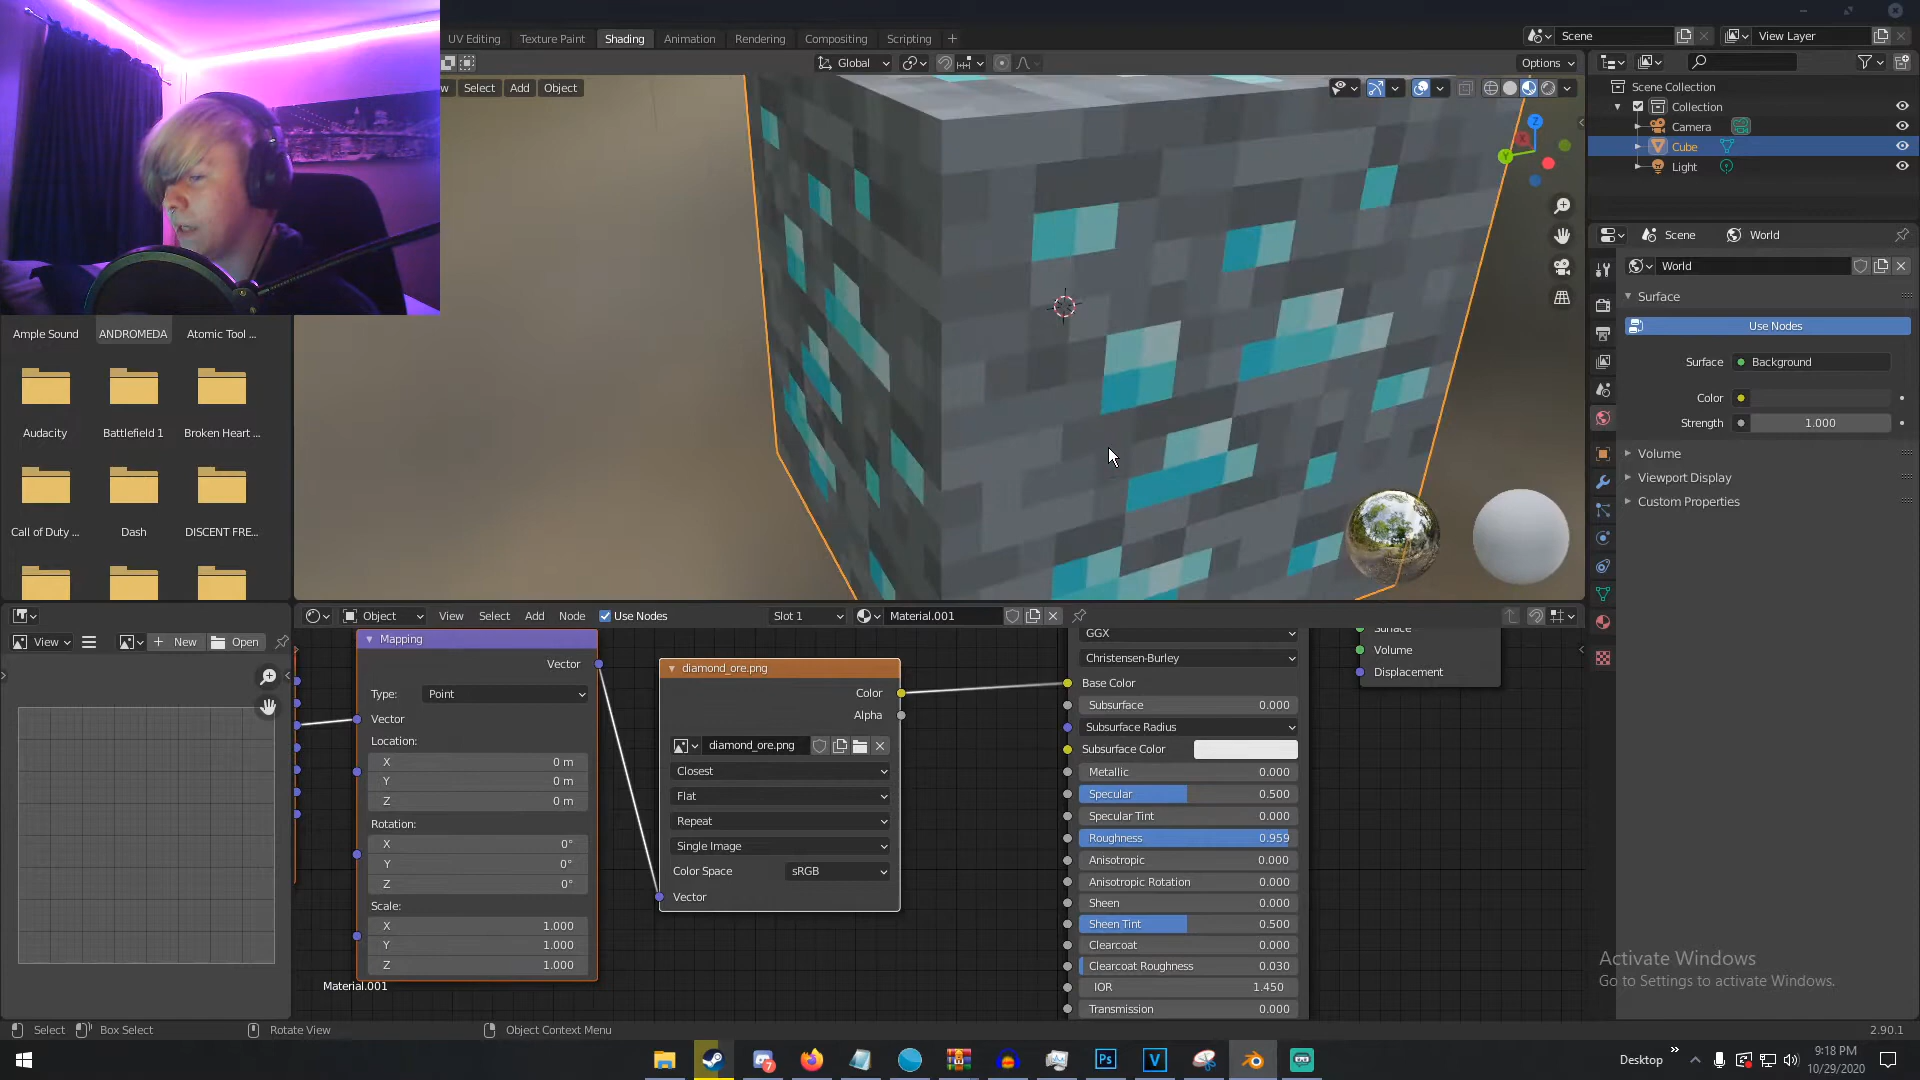 UV Editing Texture Paint Shading Animation Rendering Compositing Scripting +
Scene View Layer
Global Options
Select Add Object
Scene Collection
Collection
Camera
Cube
Light
Scene World
World
Surface
Use Nodes
Surface Background
Color
Strength 1.000
Volume
Viewport Display
Custom Properties
Z
Y
Ample Sound ANDROMEDA Atomic Tool ...
Audacity Battlefield 1 Broken Heart ...
Call of Duty ... Dash DISCENT FRE...
Object View Select Add Node Use Nodes Slot 1 Material.001
View New Open
Mapping
Vector
Type: Point
Vector
Location:
X 0 m
Y 0 m
Z 0 m
Rotation:
X 0°
Y 0°
Z 0°
Scale:
X 1.000
Y 1.000
Z 1.000
Material.001
diamond_ore.png
Color
Alpha
diamond_ore.png
Closest
Flat
Repeat
Single Image
Color Space sRGB
Vector
GGX
Christensen-Burley
Base Color
Subsurface 0.000
Subsurface Radius
Subsurface Color
Metallic 0.000
Specular 0.500
Specular Tint 0.000
Roughness 0.959
Anisotropic 0.000
Anisotropic Rotation 0.000
Sheen 0.000
Sheen Tint 0.500
Clearcoat 0.000
Clearcoat Roughness 0.030
IOR 1.450
Transmission 0.000
Surface
Volume
Displacement
Activate Windows
Go to Settings to activate Windows.
Select Box Select Rotate View Object Context Menu 2.90.1
7 Ps V Desktop 9:18 PM
10/29/2020